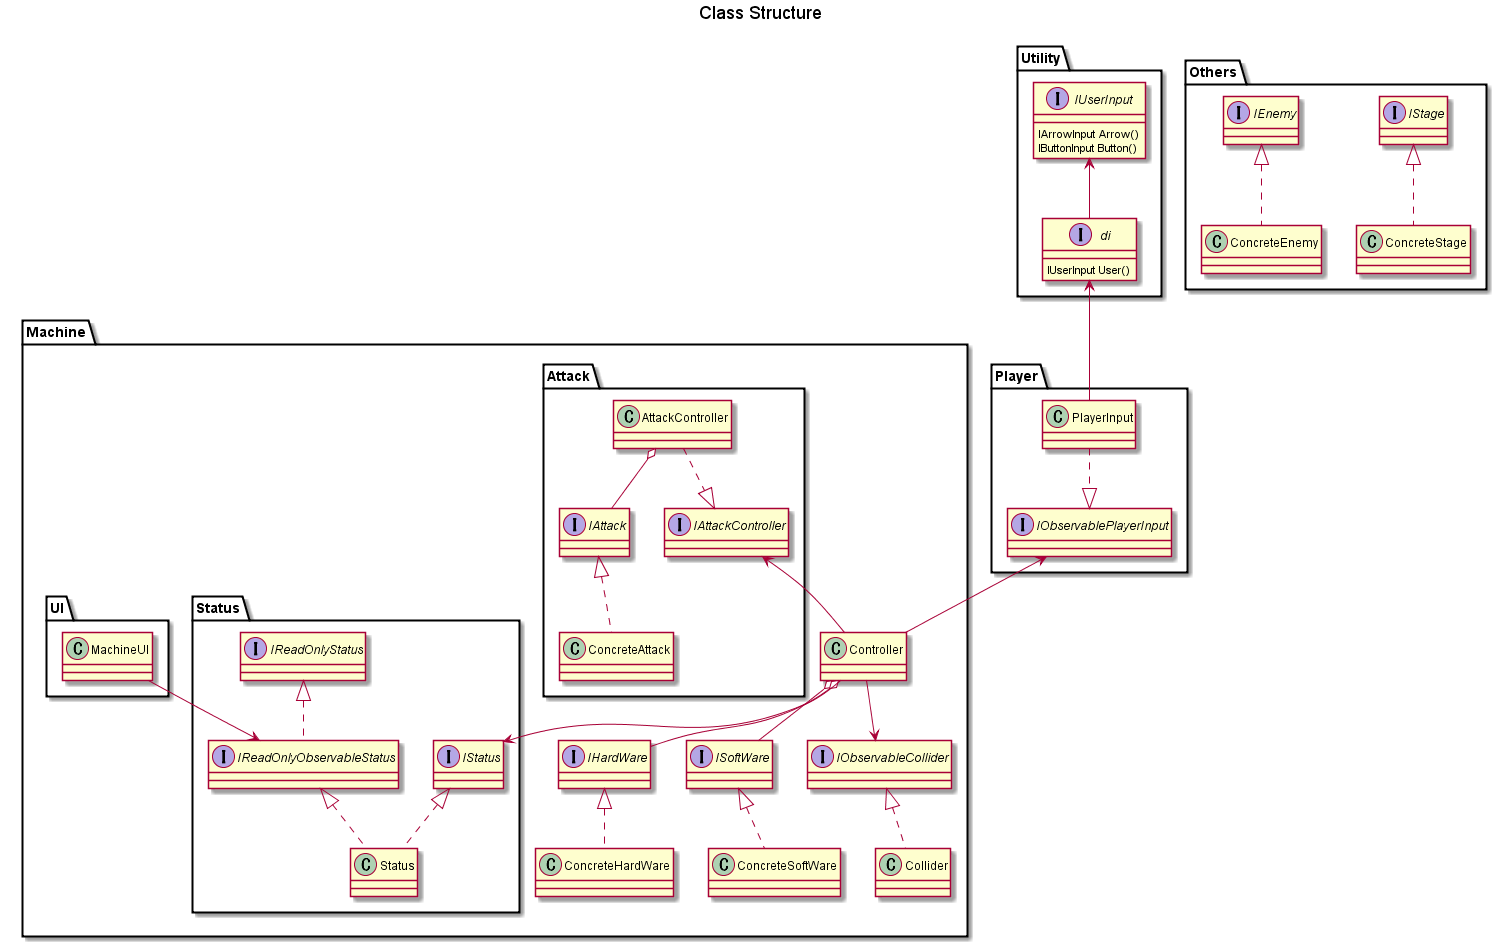 Class Structure
Utility
I IUserInput
IArrowInput Arrow()
IButtonInput Button()
I di
IUserInput User()
Others
I IEnemy
I IStage
C ConcreteEnemy
C ConcreteStage
Machine
Attack
C AttackController
I IAttack
I IAttackController
C ConcreteAttack
Player
C PlayerInput
I IObservablePlayerInput
UI
C MachineUI
Status
I IReadOnlyStatus
I IReadOnlyObservableStatus
I IStatus
C Status
C Controller
I IHardWare
I ISoftWare
I IObservableCollider
C ConcreteHardWare
C ConcreteSoftWare
C Collider